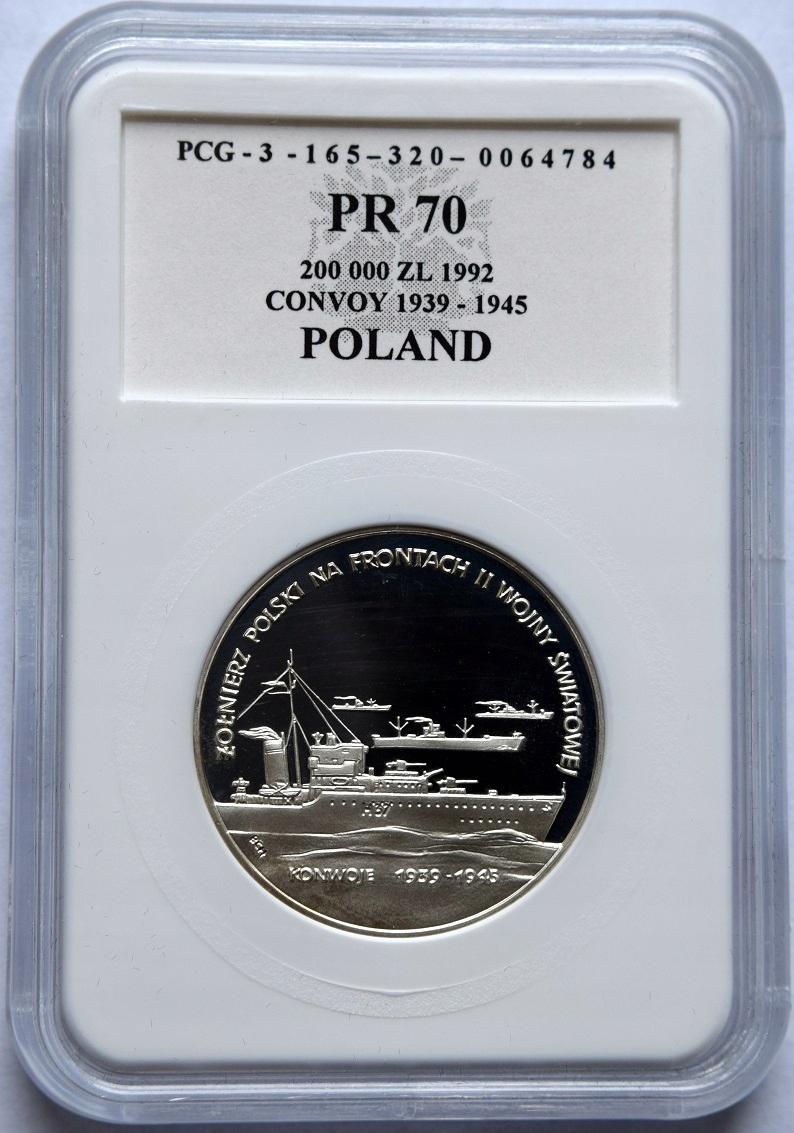 PCG - 3 - 165 – 320 – 0064784
PR 70
200 000 ZL 1992
CONVOY 1939 - 1945
POLAND
ŻOŁNIERZ POLSKI NA FRONTACH II WOJNY ŚWIATOWEJ
H37
KONWOJE 1939-1945